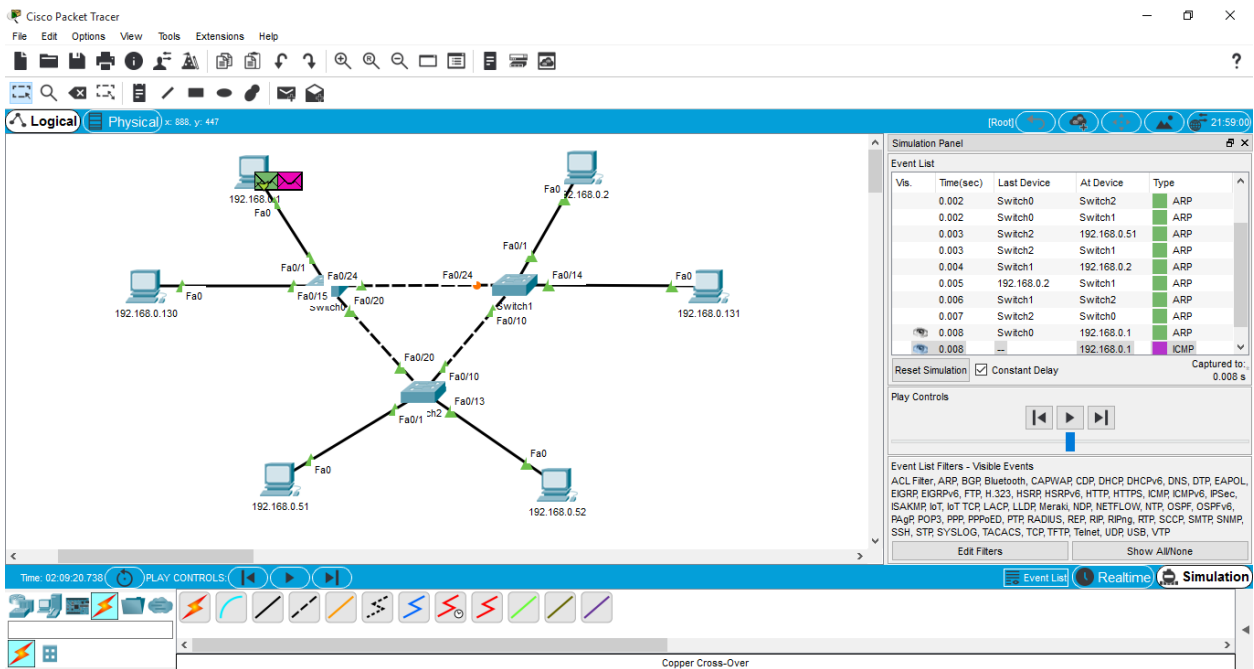 Cisco Packet Tracer
File Edit Options View Tools Extensions Help
?
Logical Physical x: 888, y: 447 [Root] 21:59:00
192.168.0.1
Fa0
Fa0/1
Fa0/24
Fa0/15
Fa0/20
Switch0
Fa0
192.168.0.130
Fa0
2.168.0.2
Fa0/1
Fa0/24
Fa0/14
Switch1
Fa0/10
Fa0
192.168.0.131
Fa0/20
Fa0/10
Fa0/13
Fa0/1
ch2
Fa0
192.168.0.51
Fa0
192.168.0.52
Simulation Panel
Event List
Vis. Time(sec) Last Device At Device Type
0.002 Switch0 Switch2 ARP
0.002 Switch0 Switch1 ARP
0.003 Switch2 192.168.0.51 ARP
0.003 Switch2 Switch1 ARP
0.004 Switch1 192.168.0.2 ARP
0.005 192.168.0.2 Switch1 ARP
0.006 Switch1 Switch2 ARP
0.007 Switch2 Switch0 ARP
0.008 Switch0 192.168.0.1 ARP
0.008 -- 192.168.0.1 ICMP
Reset Simulation Constant Delay Captured to:
0.008 s
Play Controls
Event List Filters - Visible Events
ACL Filter, ARP, BGP, Bluetooth, CAPWAP, CDP, DHCP, DHCPv6, DNS, DTP, EAPOL,
EIGRP, EIGRPv6, FTP, H.323, HSRP, HSRPv6, HTTP, HTTPS, ICMP, ICMPv6, IPSec,
ISAKMP, IoT, IoT TCP, LACP, LLDP, Meraki, NDP, NETFLOW, NTP, OSPF, OSPFv6,
PAgP, POP3, PPP, PPPoED, PTP, RADIUS, REP, RIP, RIPng, RTP, SCCP, SMTP, SNMP,
SSH, STP, SYSLOG, TACACS, TCP, TFTP, Telnet, UDP, USB, VTP
Edit Filters Show All/None
Time: 02:09:20.738 PLAY CONTROLS: Event List Realtime Simulation
Copper Cross-Over